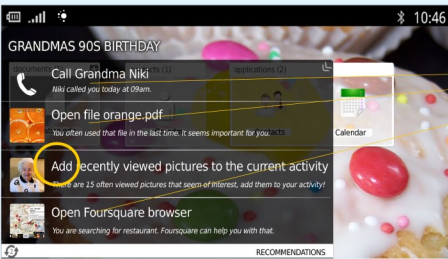 10:46
GRANDMAS 90S BIRTHDAY
applications (2)
Call Grandma Niki
Niki called you today at 09am.
Open file orange.pdf
You often used that file in the last time. It seems important for you.
Calendar
Add recently viewed pictures to the current activity
There are 15 often viewed pictures that seem of interest, add them to your activity!
Open Foursquare browser
You are searching for restaurant. Foursquare can help you with that.
RECOMMENDATIONS